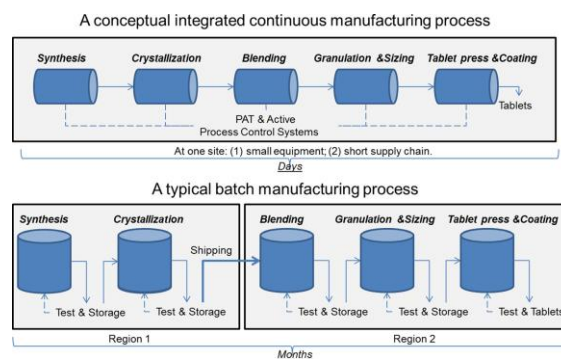 A conceptual integrated continuous manufacturing process
Synthesis Crystallization Blending Granulation &Sizing Tablet press &Coating
Tablets
PAT & Active
Process Control Systems
At one site: (1) small equipment; (2) short supply chain.
Days
A typical batch manufacturing process
Synthesis Crystallization Blending Granulation &Sizing Tablet press &Coating
Shipping
Test & Storage Test & Storage Test & Storage Test & Storage Test & Tablets
Region 1 Region 2
Months